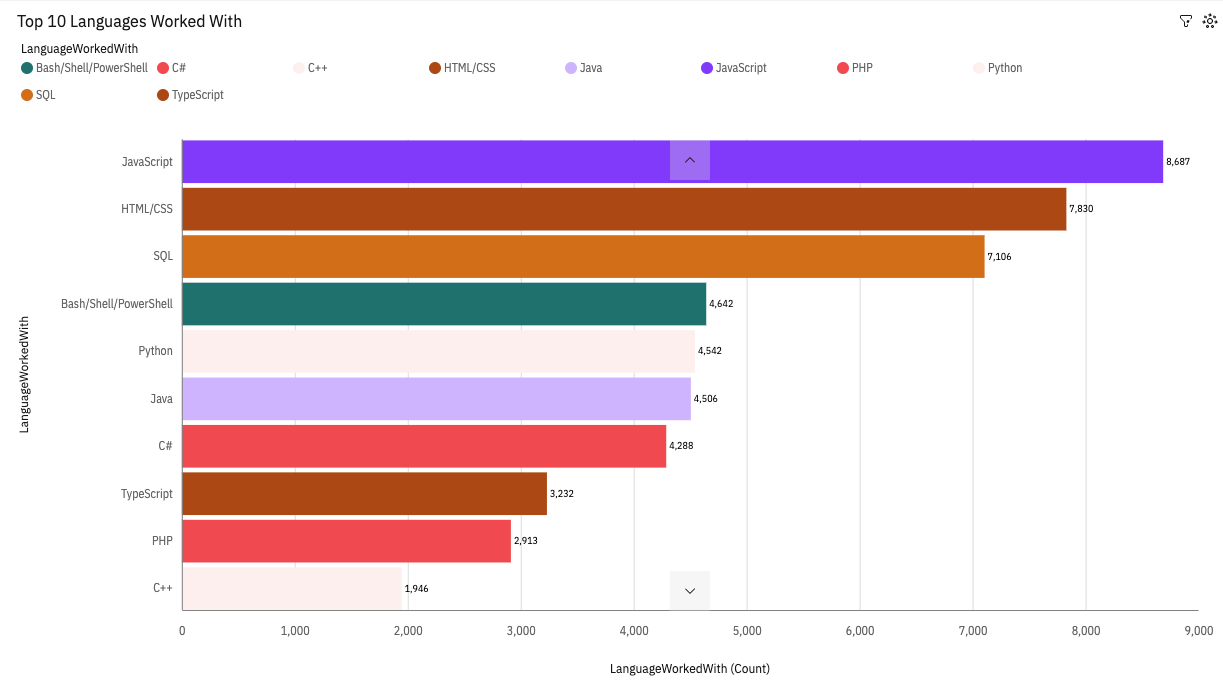 Top 10 Languages Worked With
LanguageWorkedWith
Bash/Shell/PowerShell C# C++ HTML/CSS Java JavaScript PHP Python
SQL TypeScript
JavaScript 8,687
HTML/CSS 7,830
SQL 7,106
Bash/Shell/PowerShell 4,642
Python 4,542
Java 4,506
C# 4,288
TypeScript 3,232
PHP 2,913
C++ 1,946
LanguageWorkedWith
0 1,000 2,000 3,000 4,000 5,000 6,000 7,000 8,000 9,000
LanguageWorkedWith (Count)